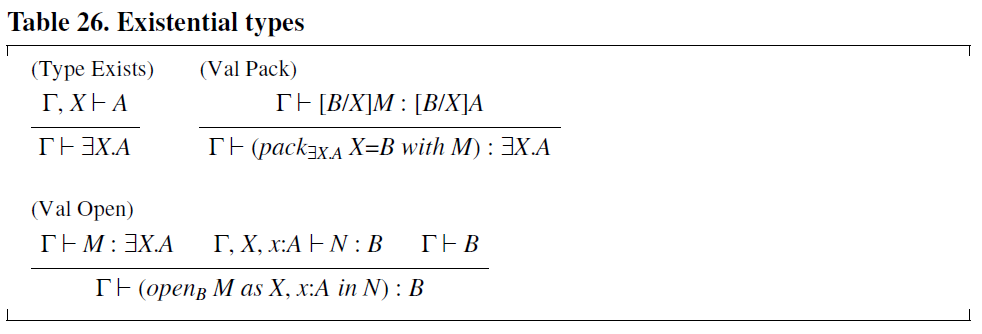 Table 26. Existential types
(Type Exists) (Val Pack)
Γ, X ⊢ A Γ ⊢ [B/X]M : [B/X]A
Γ ⊢ ∃X.A Γ ⊢ (pack∃X.A X=B with M) : ∃X.A
(Val Open)
Γ ⊢ M : ∃X.A Γ, X, x:A ⊢ N : B Γ ⊢ B
Γ ⊢ (openB M as X, x:A in N) : B